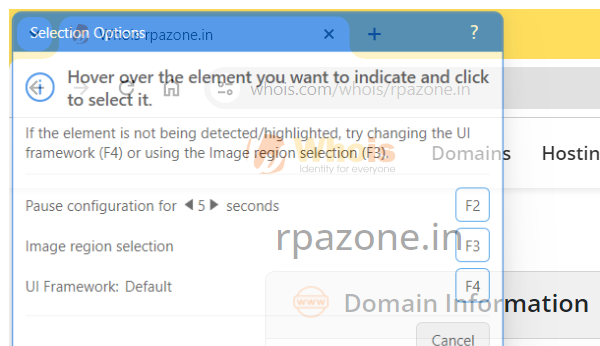 Selection Options
Whois rpazone.in
?
Hover over the element you want to indicate and click
to select it.
whois.com/whois/rpazone.in
If the element is not being detected/highlighted, try changing the UI
framework (F4) or using the Image region selection (F3).
Whois
Identity for everyone
Domains
Hostin
Pause configuration for 5 seconds
F2
rpazone.in
Image region selection
F3
UI Framework: Default
F4
www
Domain Information
Cancel